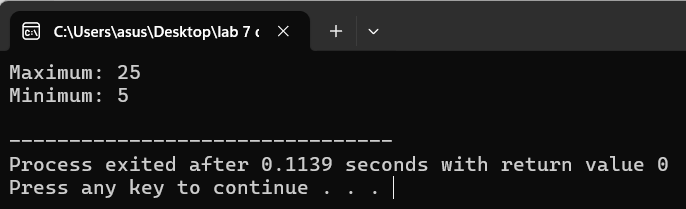 C:\Users\asus\Desktop\lab 7 c
Maximum: 25
Minimum: 5
--------------------------------
Process exited after 0.1139 seconds with return value 0
Press any key to continue . . .